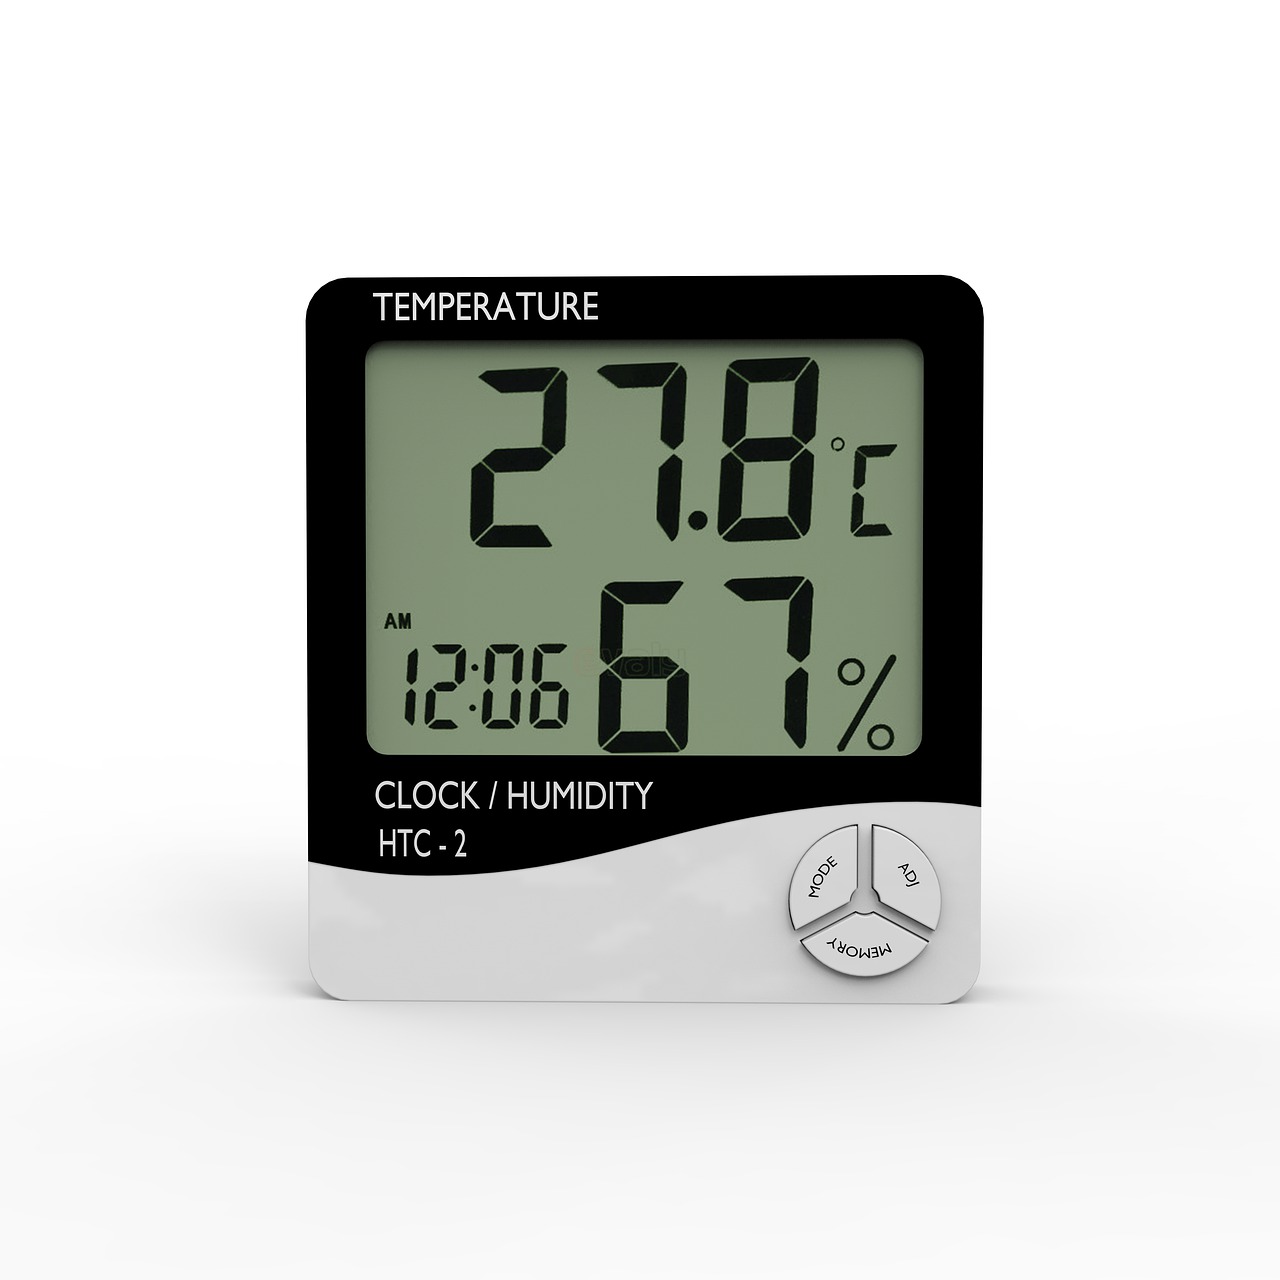 TEMPERATURE
27.8 °C
AM
12:06 67 %
CLOCK / HUMIDITY
HTC - 2
MODE
ADJ
MEMORY